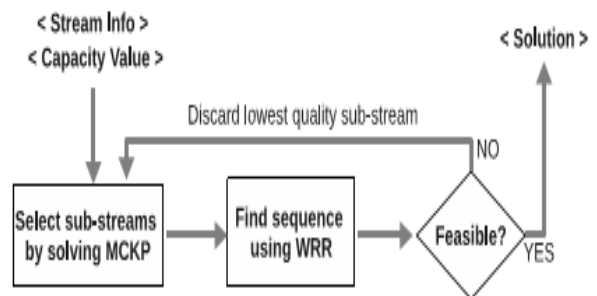 < Stream Info >
< Capacity Value >
< Solution >
Discard lowest quality sub-stream
NO
Select sub-streams
by solving MCKP
Find sequence
using WRR
Feasible?
YES